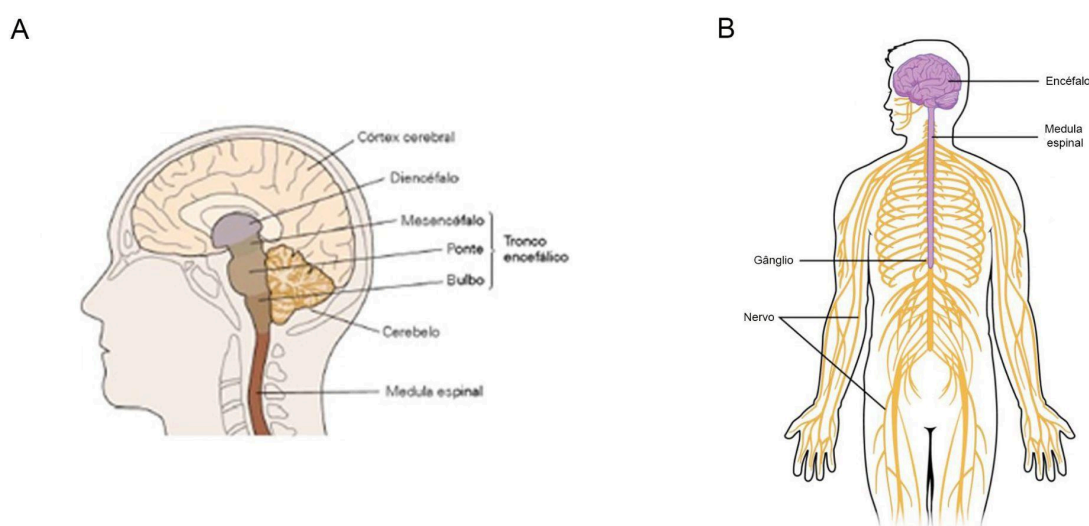 A
Córtex cerebral
Diencéfalo
Mesencéfalo
Ponte
Bulbo
Tronco
encefálico
Cerebelo
Medula espinal
B
Encéfalo
Medula
espinal
Gânglio
Nervo